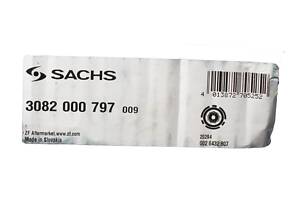 SACHS
3082 000 797 009
ZF Aftermarket, www.zf.com
Made in Slovakia
4 013872 705252
20284
002 6432 807